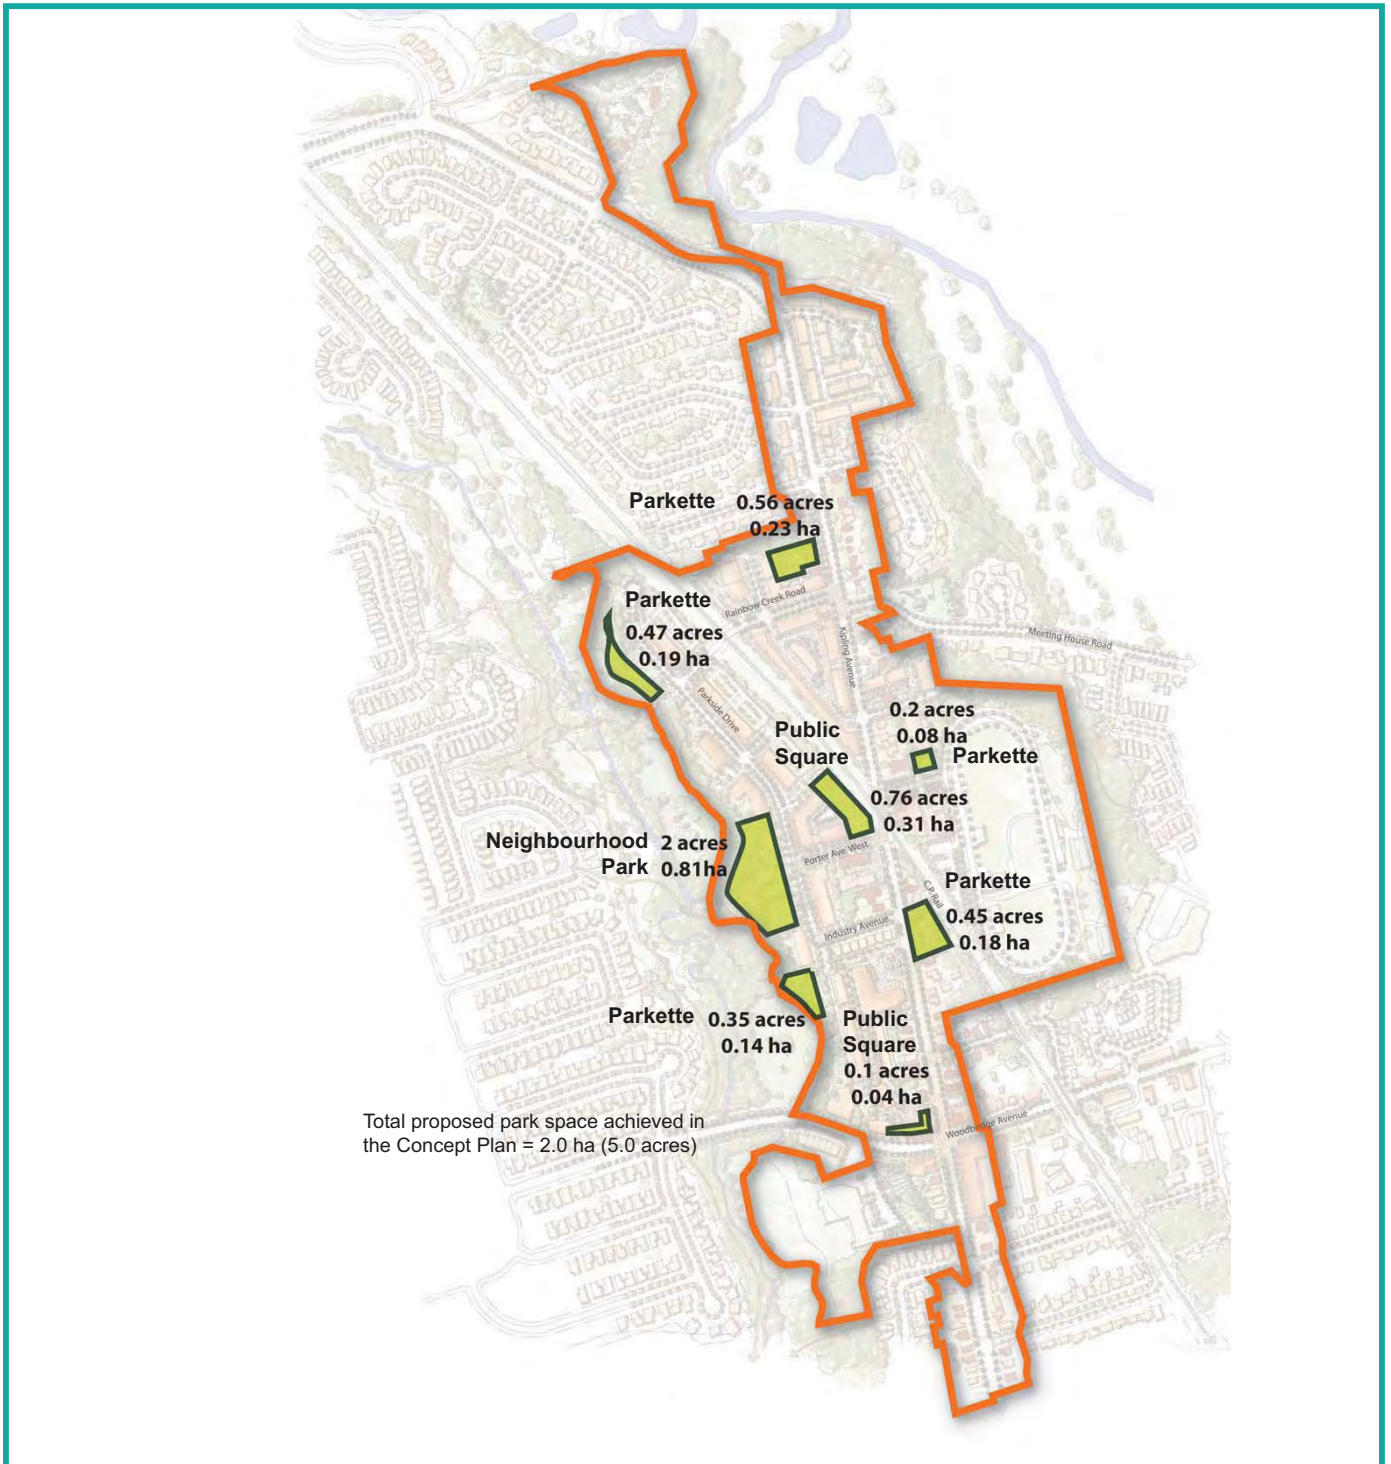 Parkette 0.56 acres
0.23 ha
Rainbow Creek Road
Parkette
0.47 acres
0.19 ha
Kipling Avenue
Meeting House Road
Parkside Drive
0.2 acres
0.08 ha
Parkette
Public
Square
0.76 acres
0.31 ha
Neighbourhood 2 acres
Park 0.81ha
Porter Ave West
C.P. Rail
Parkette
0.45 acres
0.18 ha
Industry Avenue
Parkette 0.35 acres
0.14 ha
Public
Square
0.1 acres
0.04 ha
Woodbridge Avenue
Total proposed park space achieved in
the Concept Plan = 2.0 ha (5.0 acres)